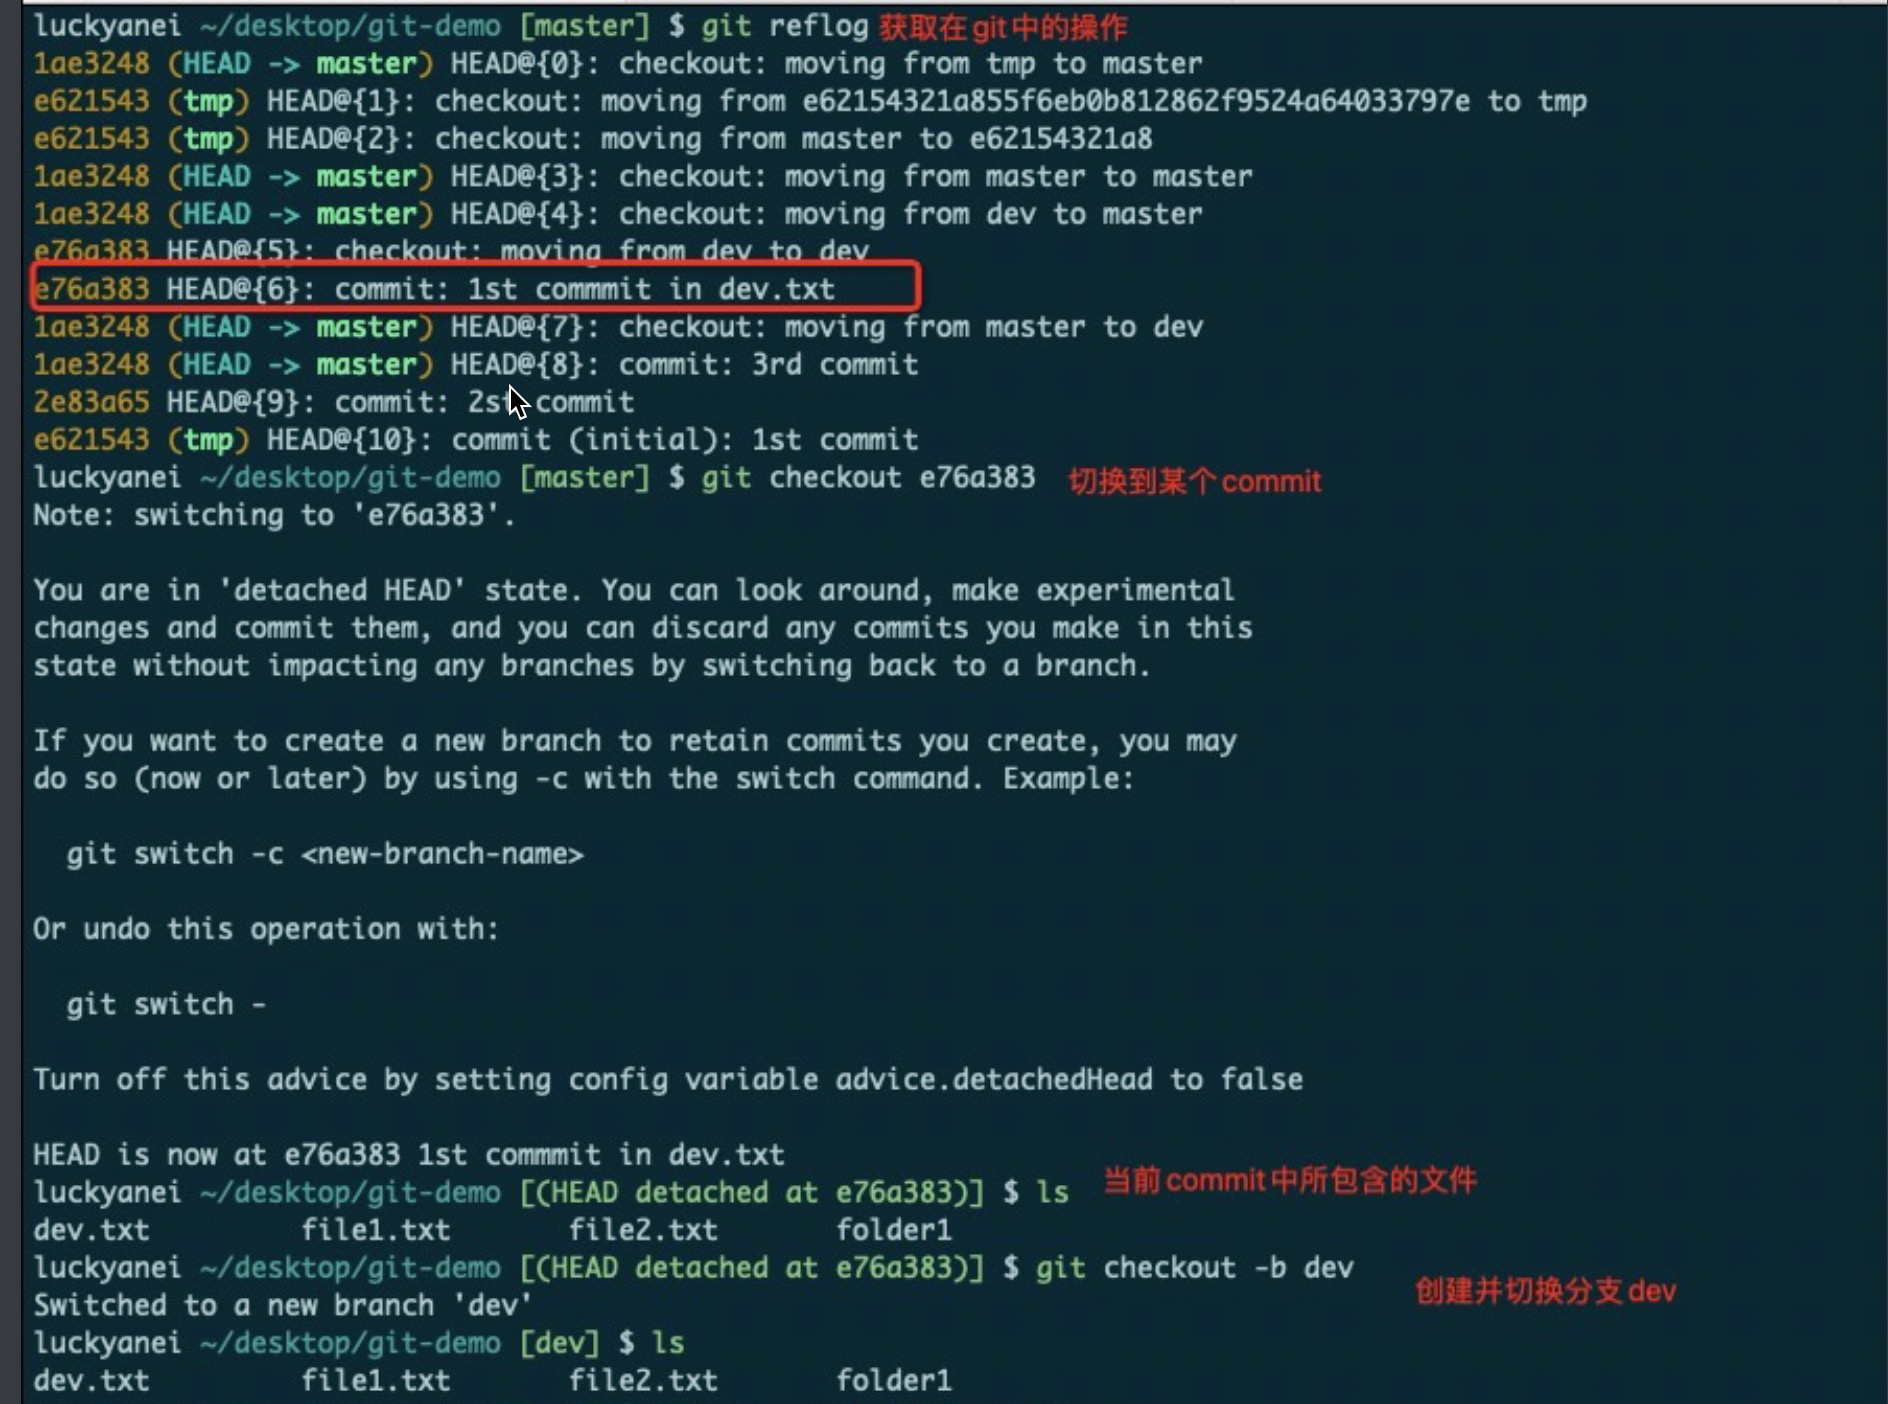 luckyanei ~/desktop/git-demo [master] $ git reflog 获取在git中的操作
1ae3248 (HEAD -> master) HEAD@{0}: checkout: moving from tmp to master
e621543 (tmp) HEAD@{1}: checkout: moving from e62154321a855f6eb0b812862f9524a64033797e to tmp
e621543 (tmp) HEAD@{2}: checkout: moving from master to e62154321a8
1ae3248 (HEAD -> master) HEAD@{3}: checkout: moving from master to master
1ae3248 (HEAD -> master) HEAD@{4}: checkout: moving from dev to master
e76a383 HEAD@{5}: checkout: moving from dev to dev
e76a383 HEAD@{6}: commit: 1st commmit in dev.txt
1ae3248 (HEAD -> master) HEAD@{7}: checkout: moving from master to dev
1ae3248 (HEAD -> master) HEAD@{8}: commit: 3rd commit
2e83a65 HEAD@{9}: commit: 2st commit
e621543 (tmp) HEAD@{10}: commit (initial): 1st commit
luckyanei ~/desktop/git-demo [master] $ git checkout e76a383 切换到某个commit
Note: switching to 'e76a383'.
You are in 'detached HEAD' state. You can look around, make experimental
changes and commit them, and you can discard any commits you make in this
state without impacting any branches by switching back to a branch.
If you want to create a new branch to retain commits you create, you may
do so (now or later) by using -c with the switch command. Example:
git switch -c <new-branch-name>
Or undo this operation with:
git switch -
Turn off this advice by setting config variable advice.detachedHead to false
HEAD is now at e76a383 1st commmit in dev.txt
luckyanei ~/desktop/git-demo [(HEAD detached at e76a383)] $ ls 当前commit中所包含的文件
dev.txt file1.txt file2.txt folder1
luckyanei ~/desktop/git-demo [(HEAD detached at e76a383)] $ git checkout -b dev 创建并切换分支dev
Switched to a new branch 'dev'
luckyanei ~/desktop/git-demo [dev] $ ls
dev.txt file1.txt file2.txt folder1